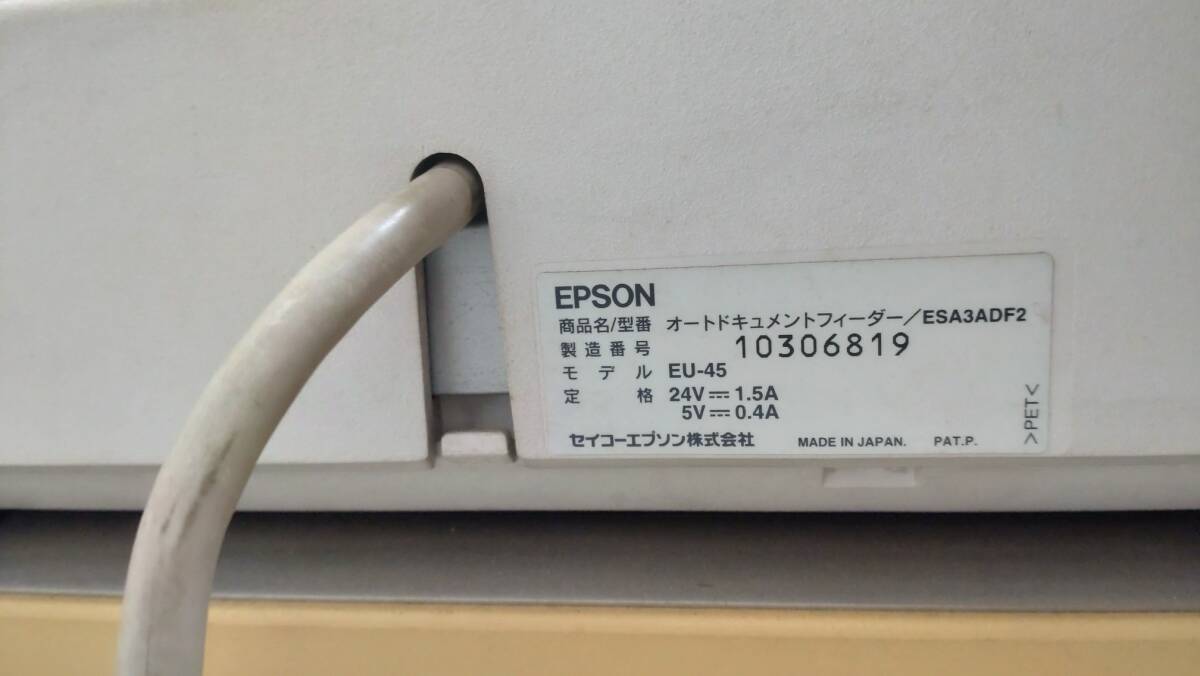 EPSON
商品名/型番 オートドキュメントフィーダー/ESA3ADF2
製造番号 10306819
モデル EU-45
定格 24V⎓1.5A
5V⎓0.4A
セイコーエプソン株式会社 MADE IN JAPAN. PAT.P.
>PET<